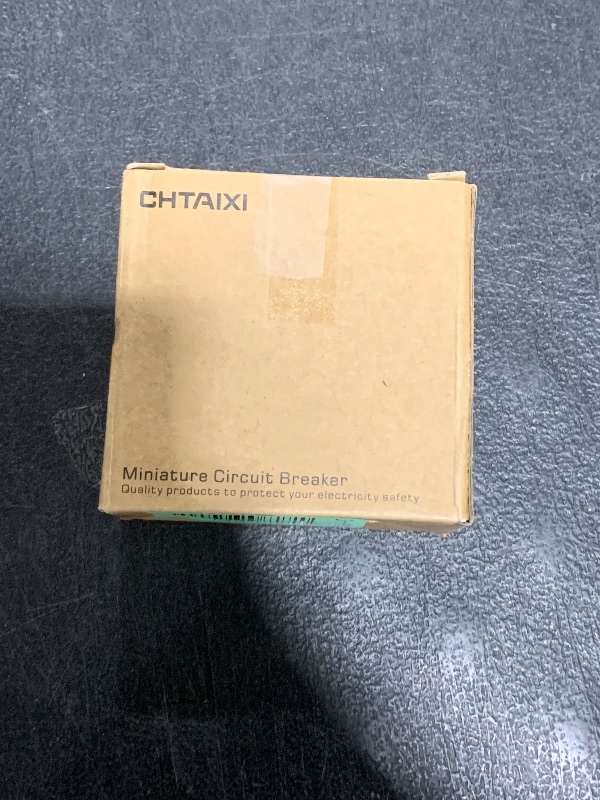 CHTAIXI
Miniature Circuit Breaker
Quality products to protect your electricity safety